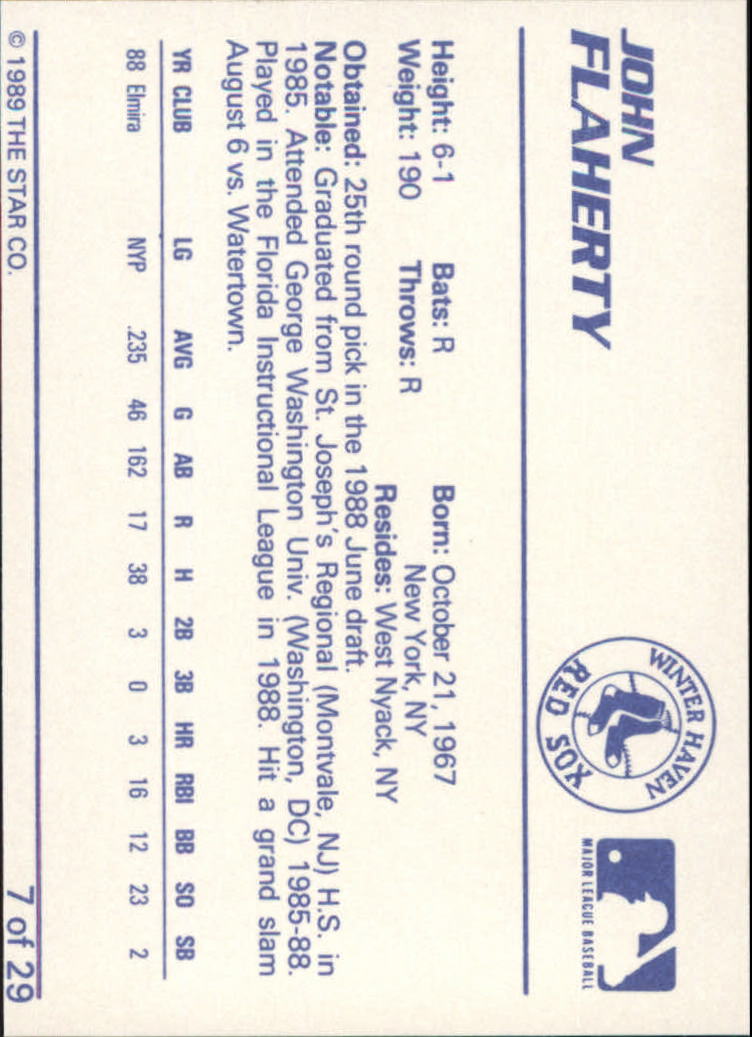 JOHN
FLAHERTY
WINTER HAVEN
RED SOX
MAJOR LEAGUE BASEBALL
Height: 6-1 Bats: R Born: October 21, 1967
Weight: 190 Throws: R New York, NY
Resides: West Nyack, NY
Obtained: 25th round pick in the 1988 June draft.
Notable: Graduated from St. Joseph's Regional (Montvale, NJ) H.S. in
1985. Attended George Washington Univ. (Washington, DC) 1985-88.
Played in the Florida Instructional League in 1988. Hit a grand slam
August 6 vs. Watertown.
YR CLUB LG AVG G AB R H 2B 3B HR RBI BB SO SB
88 Elmira NYP .235 46 162 17 38 3 0 3 16 12 23 2
© 1989 THE STAR CO. 7 of 29